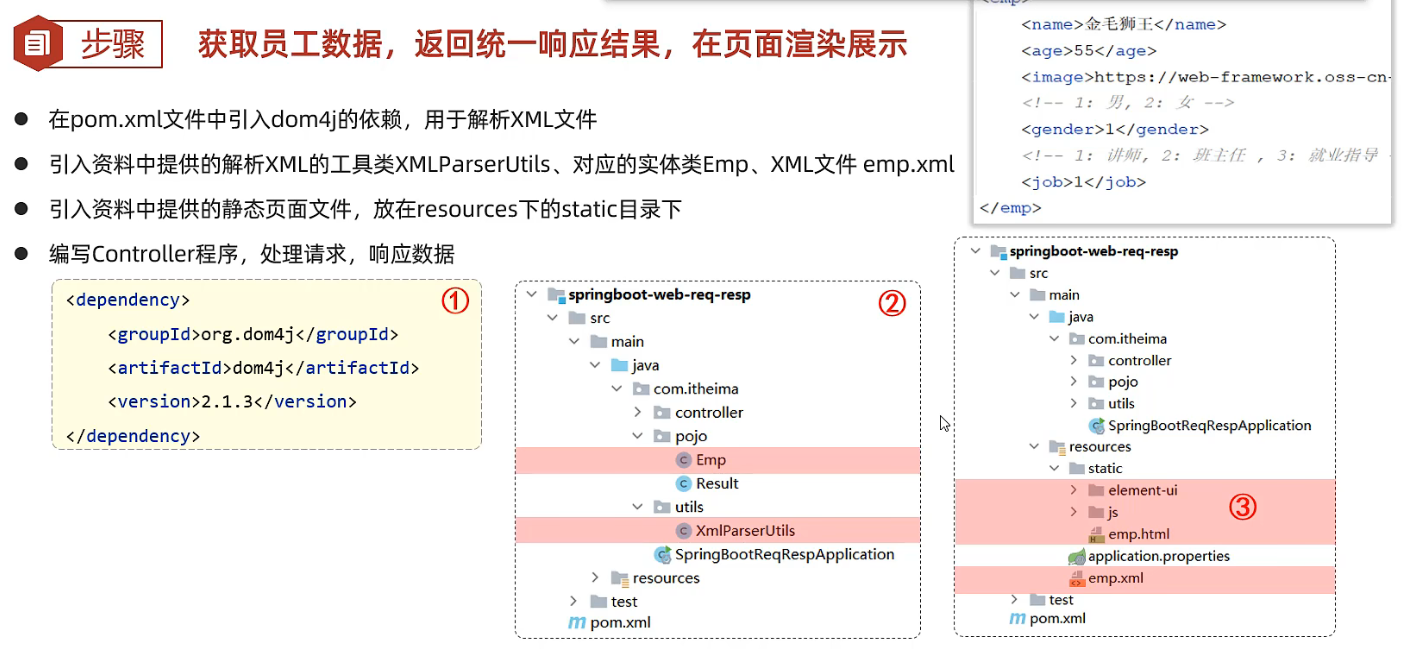 步骤
获取员工数据，返回统一响应结果，在页面渲染展示
在pom.xml文件中引入dom4j的依赖，用于解析XML文件
引入资料中提供的解析XML的工具类XMLParserUtils、对应的实体类Emp、XML文件 emp.xml
引入资料中提供的静态页面文件，放在resources下的static目录下
编写Controller程序，处理请求，响应数据
<emp>
<name>金毛狮王</name>
<age>55</age>
<image>https://web-framework.oss-cn-
<!-- 1: 男, 2: 女 -->
<gender>1</gender>
<!-- 1: 讲师, 2: 班主任 , 3: 就业指导
<job>1</job>
</emp>
①
<dependency>
<groupId>org.dom4j</groupId>
<artifactId>dom4j</artifactId>
<version>2.1.3</version>
</dependency>
②
springboot-web-req-resp
src
main
java
com.itheima
controller
pojo
Emp
Result
utils
XmlParserUtils
SpringBootReqRespApplication
resources
test
pom.xml
springboot-web-req-resp
src
main
java
com.itheima
controller
pojo
utils
SpringBootReqRespApplication
resources
static
element-ui
js
③
emp.html
application.properties
emp.xml
test
pom.xml